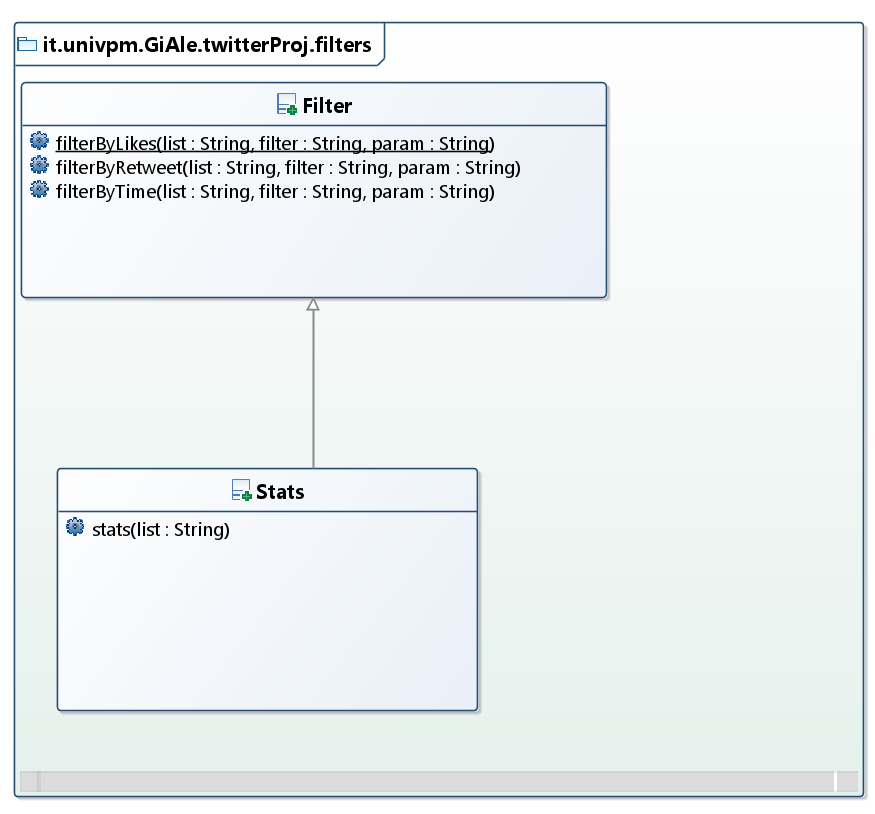 it.univpm.GiAle.twitterProj.filters
Filter
filterByLikes(list : String, filter : String, param : String)
filterByRetweet(list : String, filter : String, param : String)
filterByTime(list : String, filter : String, param : String)
Stats
stats(list : String)